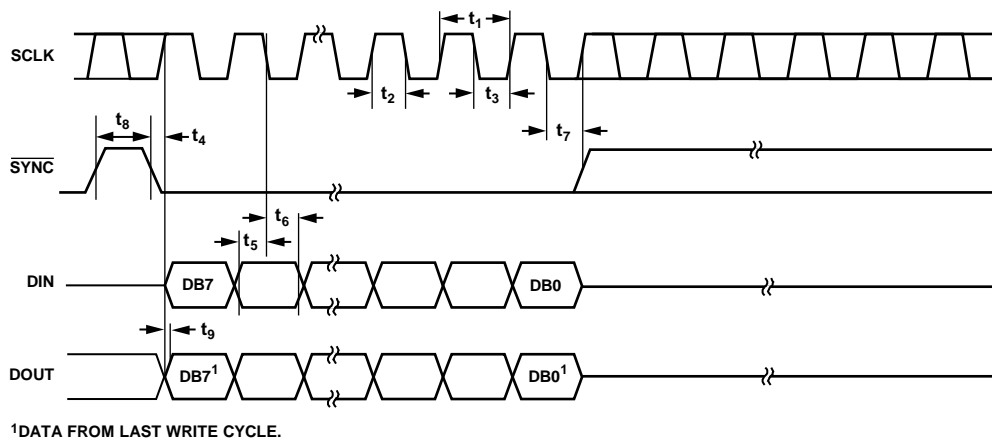 t1
SCLK
t2
t3
t8
t4
t7
SYNC
t6
t5
DIN
DB7
DB0
t9
DOUT
DB7¹
DB0¹
¹DATA FROM LAST WRITE CYCLE.